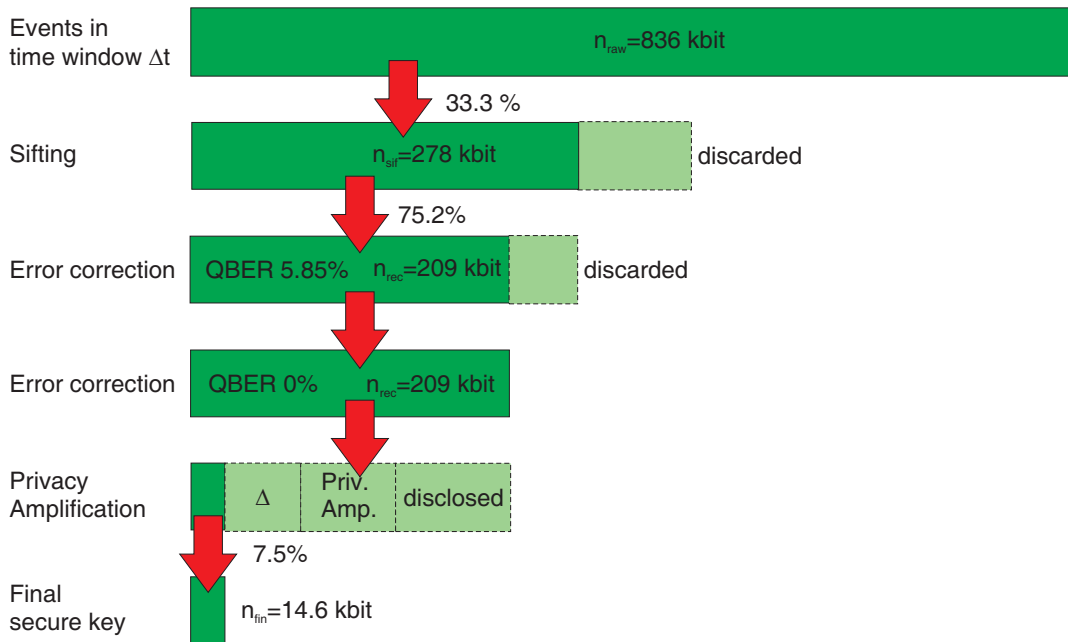 Events in
time window Δt
n_raw=836 kbit
33.3 %
Sifting
n_sif=278 kbit
discarded
75.2%
Error correction
QBER 5.85%
n_rec=209 kbit
discarded
Error correction
QBER 0%
n_rec=209 kbit
Privacy
Amplification
Δ
Priv.
Amp.
disclosed
7.5%
Final
secure key
n_fin=14.6 kbit